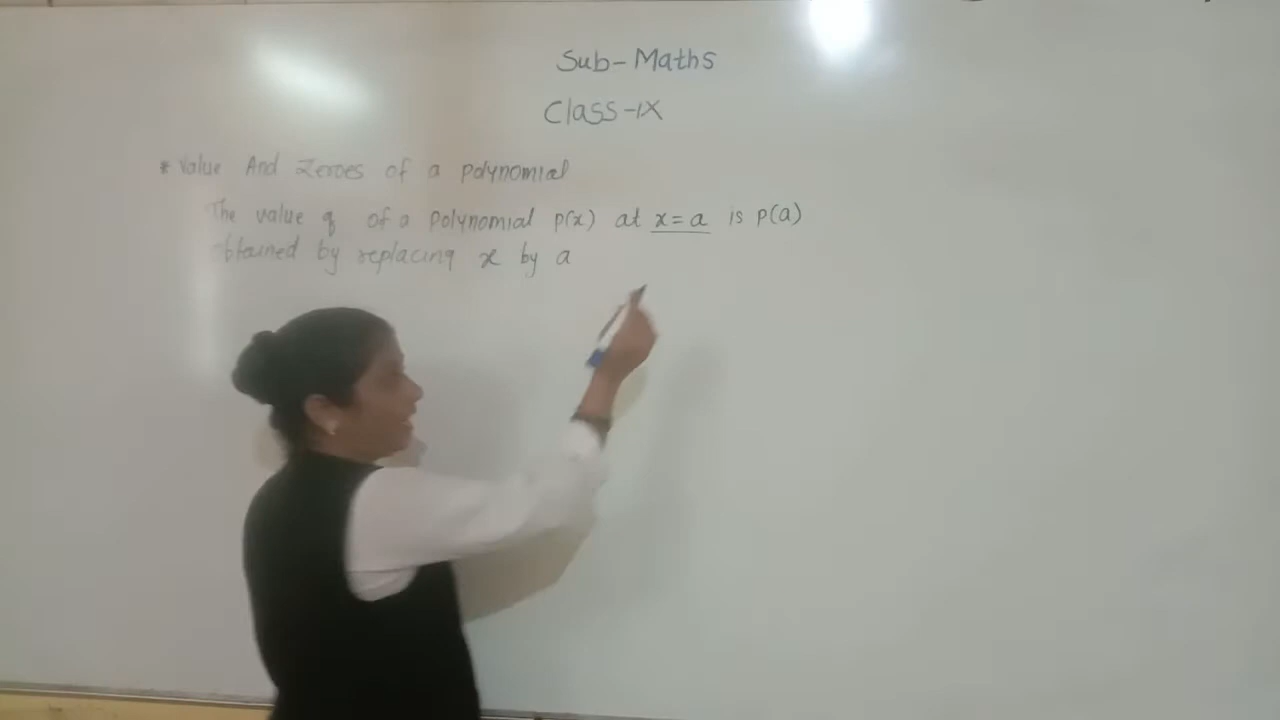 Sub-Maths
Class-IX
* Value And Zeroes of a polynomial
The value of of a polynomial p(x) at x=a is p(a)
obtained by replacing x by a